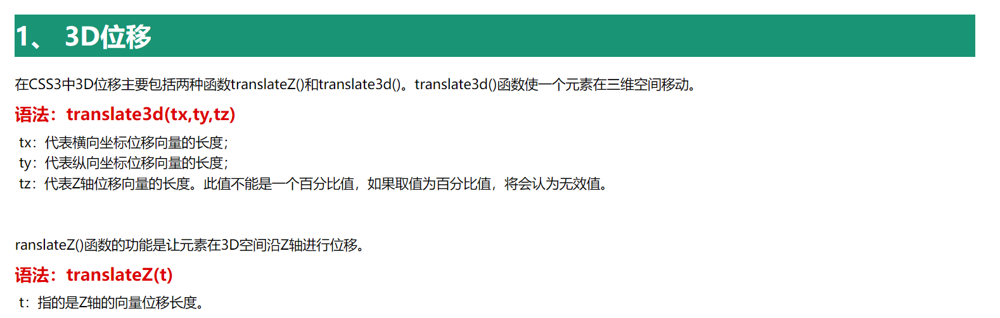 1、 3D位移
在CSS3中3D位移主要包括两种函数translateZ()和translate3d()。translate3d()函数使一个元素在三维空间移动。
语法：translate3d(tx,ty,tz)
tx：代表横向坐标位移向量的长度；
ty：代表纵向坐标位移向量的长度；
tz：代表Z轴位移向量的长度。此值不能是一个百分比值，如果取值为百分比值，将会认为无效值。
ranslateZ()函数的功能是让元素在3D空间沿Z轴进行位移。
语法：translateZ(t)
t：指的是Z轴的向量位移长度。